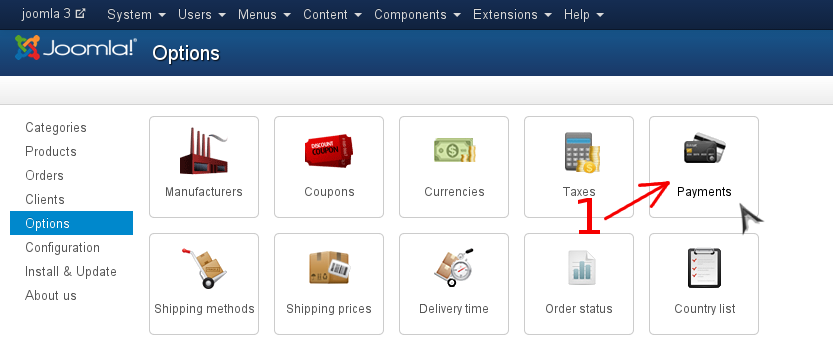 joomla 3 System Users Menus Content Components Extensions Help
Joomla!® Options
Categories
Products
Orders
Clients
Options
Configuration
Install & Update
About us
DISCOUNT COUPON
Manufacturers Coupons Currencies Taxes Payments
1
Shipping methods Shipping prices Delivery time Order status Country list